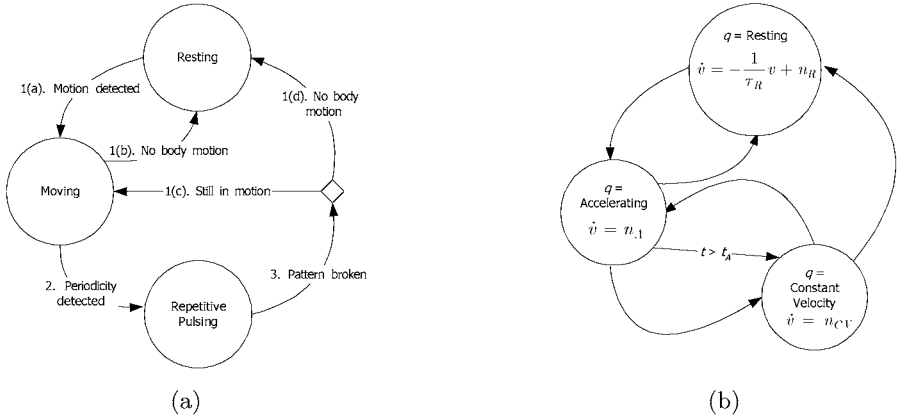 Resting
1(a). Motion detected
1(d). No body
motion
1(b). No body motion
Moving
1(c). Still in motion
2. Periodicity
detected
3. Pattern broken
Repetitive
Pulsing
(a)
q = Resting
v̇ = -1/τ_R v + n_R
q =
Accelerating
v̇ = n_A
t > t_A
q =
Constant
Velocity
v̇ = n_CV
(b)